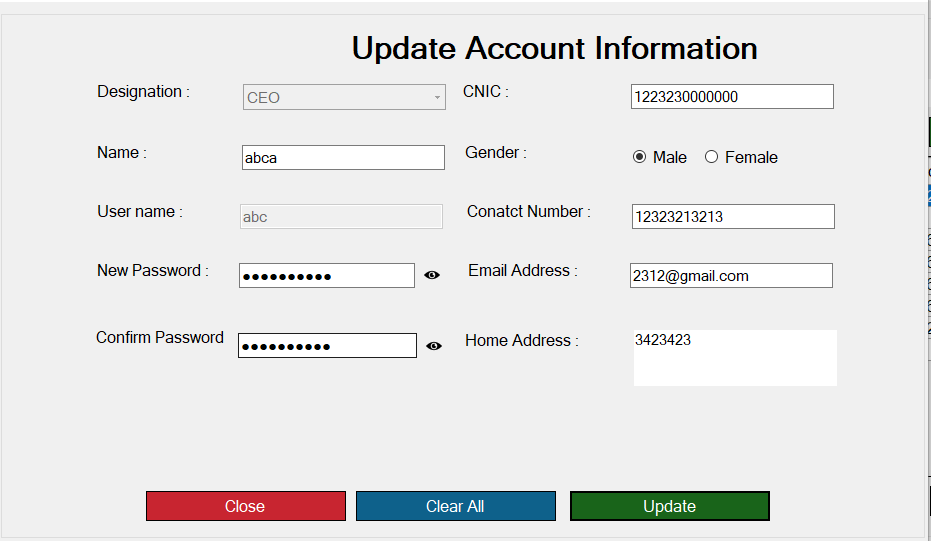 Update Account Information
Designation : CEO CNIC : 1223230000000
Name : abca Gender : Male Female
User name : abc Conatct Number : 12323213213
New Password : ●●●●●●●●●● Email Address : 2312@gmail.com
Confirm Password ●●●●●●●●●● Home Address : 3423423
Close Clear All Update